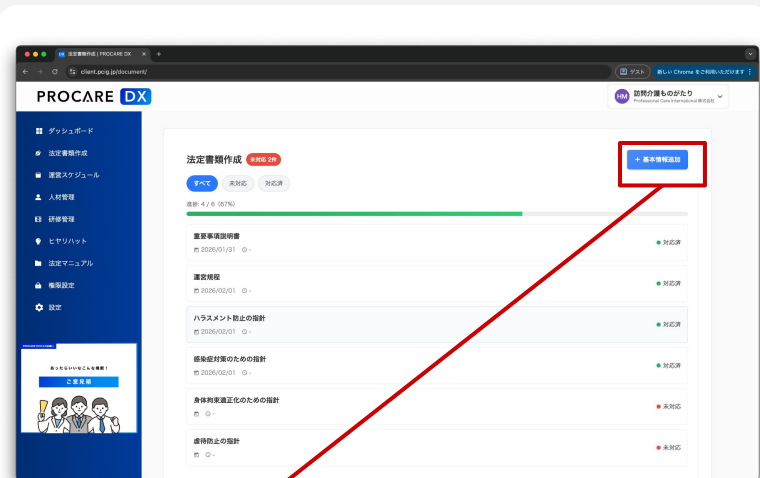 法定書類作成 | PROCARE DX
client.pcig.jp/document/
ゲスト
新しい Chrome をご利用いただけます
PROCARE DX
HM
訪問介護ものがたり
Professional Care International 株式会社
ダッシュボード
法定書類作成
運営スケジュール
人材管理
研修管理
ヒヤリハット
法定マニュアル
権限設定
設定
あったらいいなこんな機能！
ご意見箱
法定書類作成 未対応 2件
+ 基本情報追加
すべて 未対応 対応済
進捗: 4 / 6 (67%)
重要事項説明書
2026/01/31 -
対応済
運営規程
2026/02/01 -
対応済
ハラスメント防止の指針
2026/02/01 -
対応済
感染症対策のための指針
2026/02/01 -
対応済
身体拘束適正化のための指針
-
未対応
虐待防止の指針
-
未対応